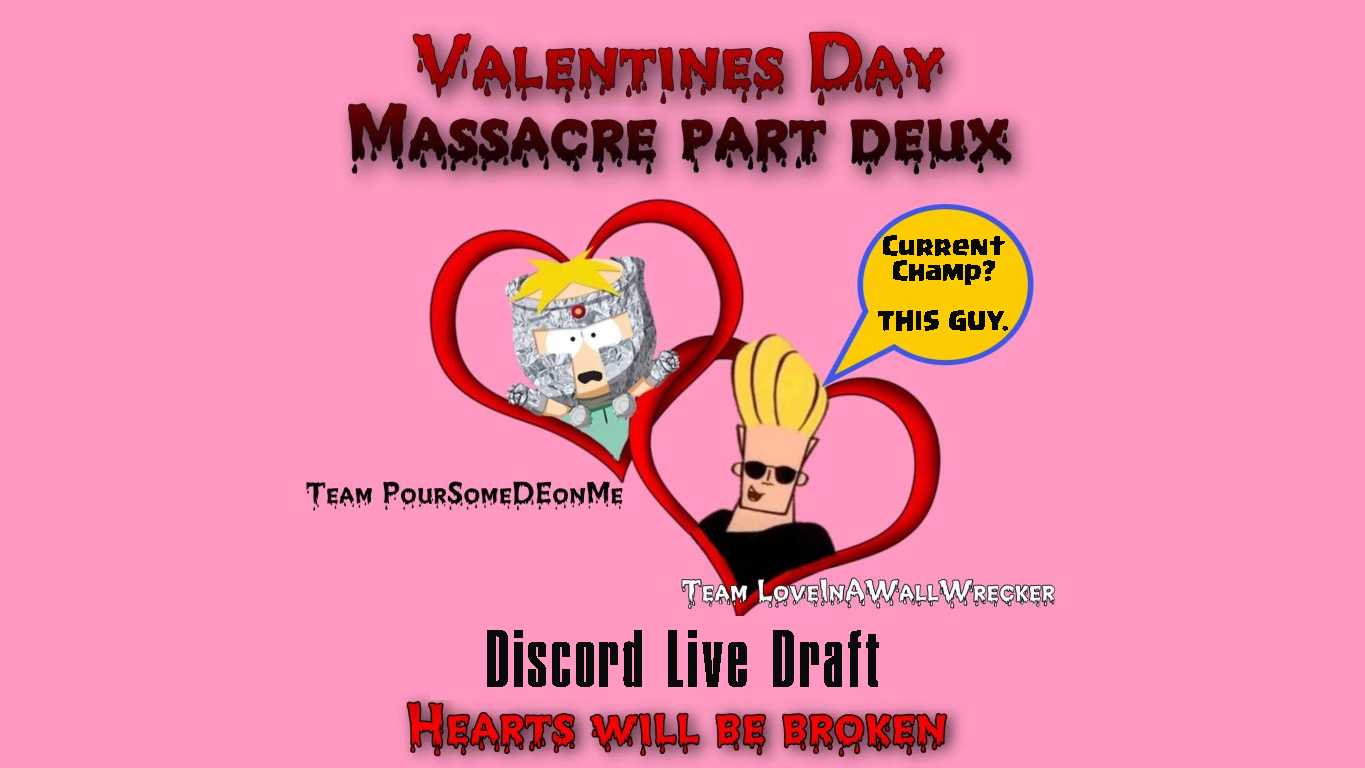 Valentines Day
Massacre part deux
Current
Champ?
THIS GUY.
Team PourSomeDEonMe
Team LoveInAWallWrecker
Discord Live Draft
Hearts will be broken